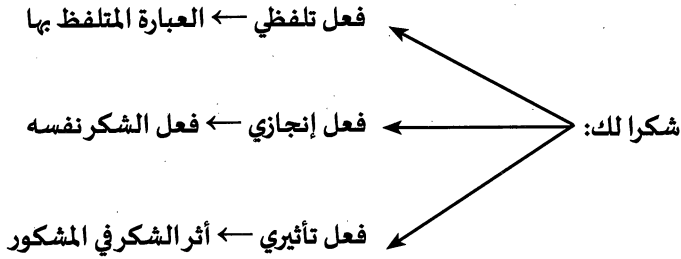 فعل تلفظي ← العبارة المتلفظ بها
شكرا لك: فعل إنجازي ← فعل الشكر نفسه
فعل تأثيري ← أثر الشكر في المشكور